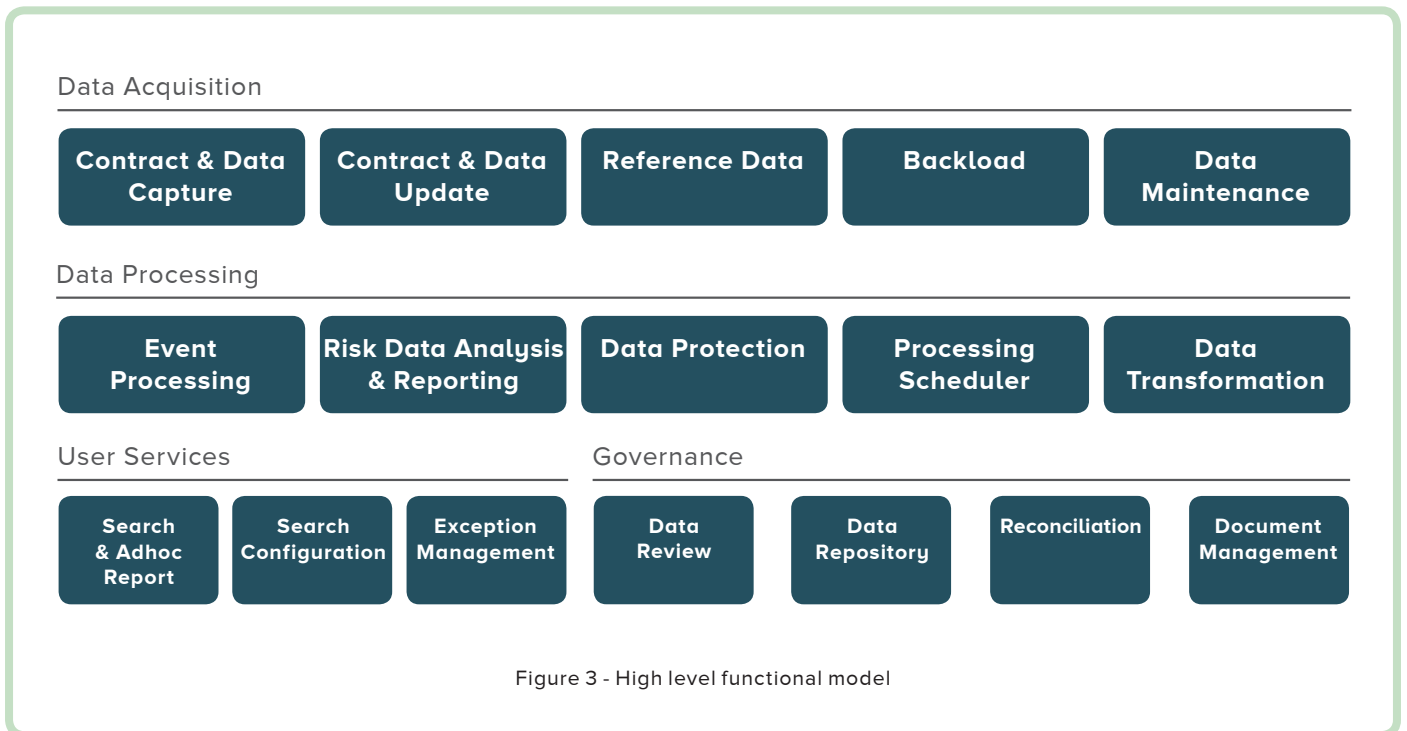 Data Acquisition
Contract & Data
Capture
Contract & Data
Update
Reference Data
Backload
Data
Maintenance
Data Processing
Event
Processing
Risk Data Analysis
& Reporting
Data Protection
Processing
Scheduler
Data
Transformation
User Services
Search
& Adhoc
Report
Search
Configuration
Exception
Management
Governance
Data
Review
Data
Repository
Reconciliation
Document
Management
Figure 3 - High level functional model